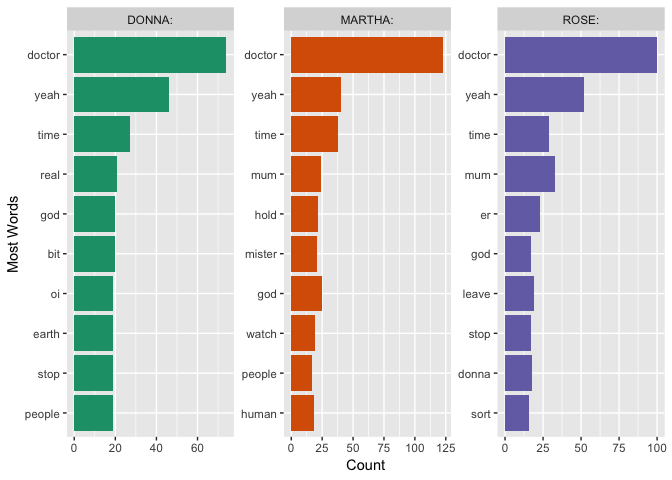 Most Words
DONNA:
doctor
yeah
time
real
god
bit
oi
earth
stop
people
0 20 40 60
MARTHA:
doctor
yeah
time
mum
hold
mister
god
watch
people
human
0 25 50 75 100 125
ROSE:
doctor
yeah
time
mum
er
god
leave
stop
donna
sort
0 25 50 75 100
Count